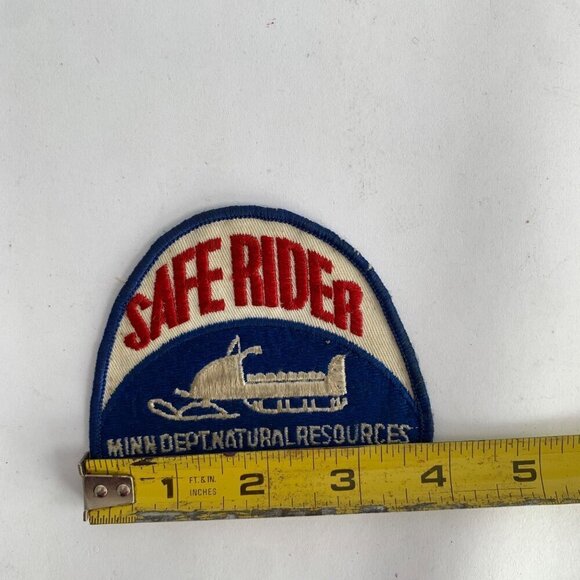 SAFE RIDER
MINN DEPT. NATURAL RESOURCES
1 FT. & IN. 2 3 4 5
INCHES